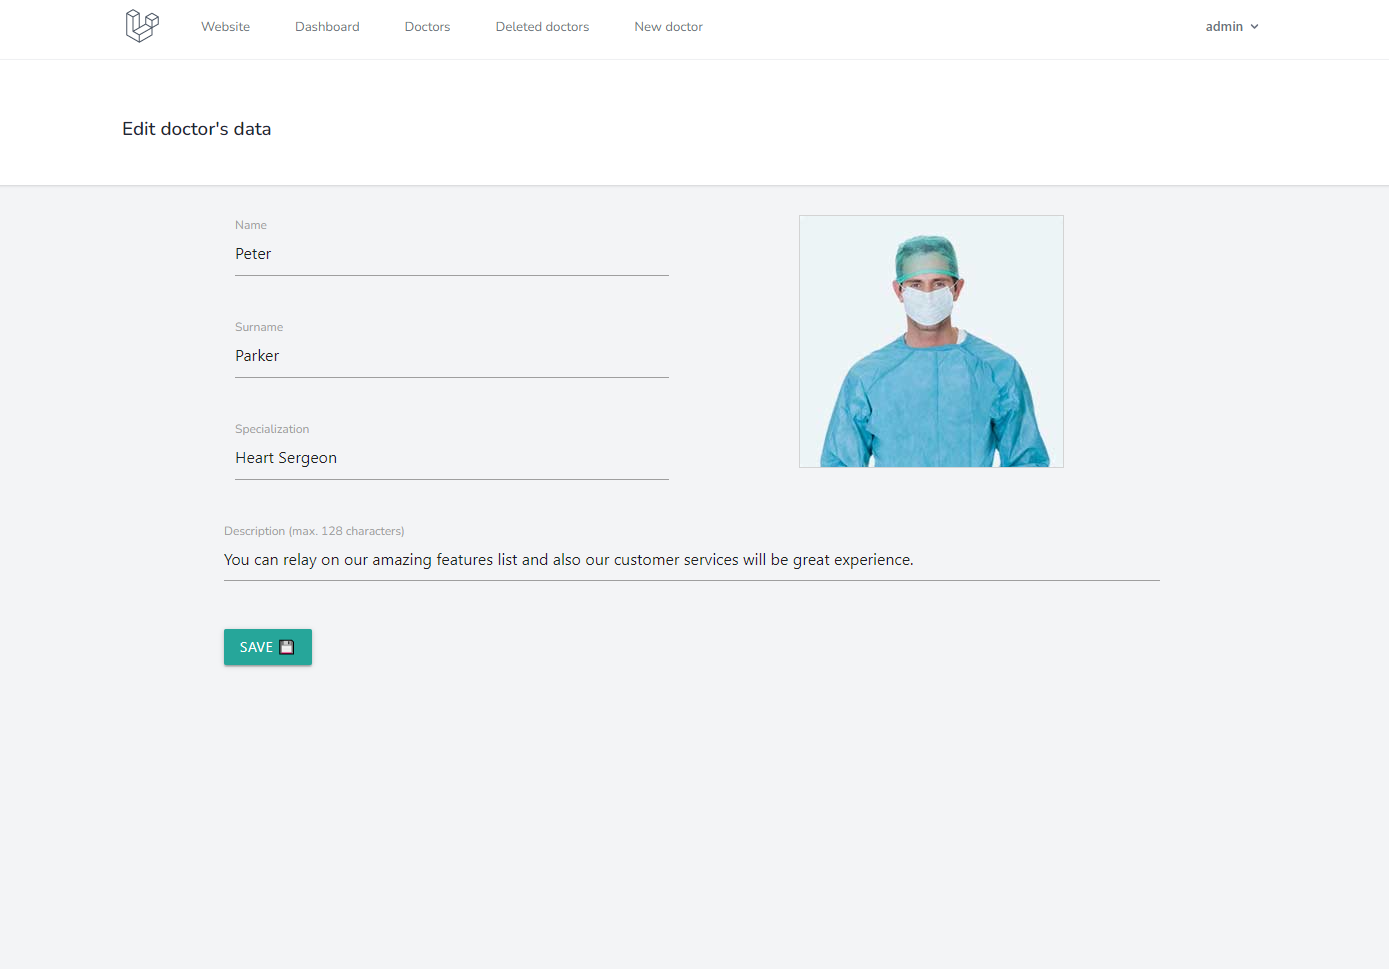 Website Dashboard Doctors Deleted doctors New doctor admin
Edit doctor's data
Name
Peter
Surname
Parker
Specialization
Heart Sergeon
Description (max. 128 characters)
You can relay on our amazing features list and also our customer services will be great experience.
SAVE 💾